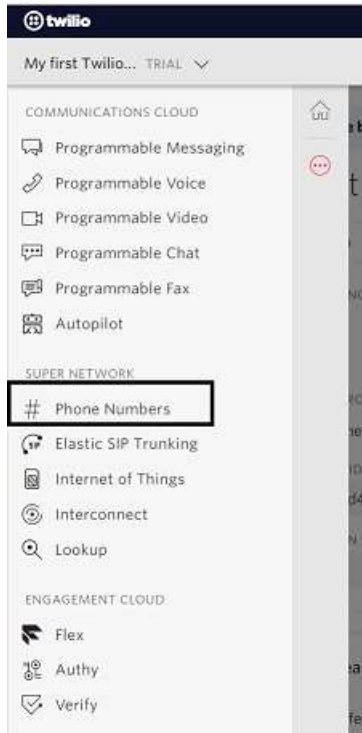 twilio
My first Twilio... TRIAL
COMMUNICATIONS CLOUD
Programmable Messaging
Programmable Voice
Programmable Video
Programmable Chat
Programmable Fax
Autopilot
SUPER NETWORK
# Phone Numbers
Elastic SIP Trunking
Internet of Things
Interconnect
Lookup
ENGAGEMENT CLOUD
Flex
Authy
Verify